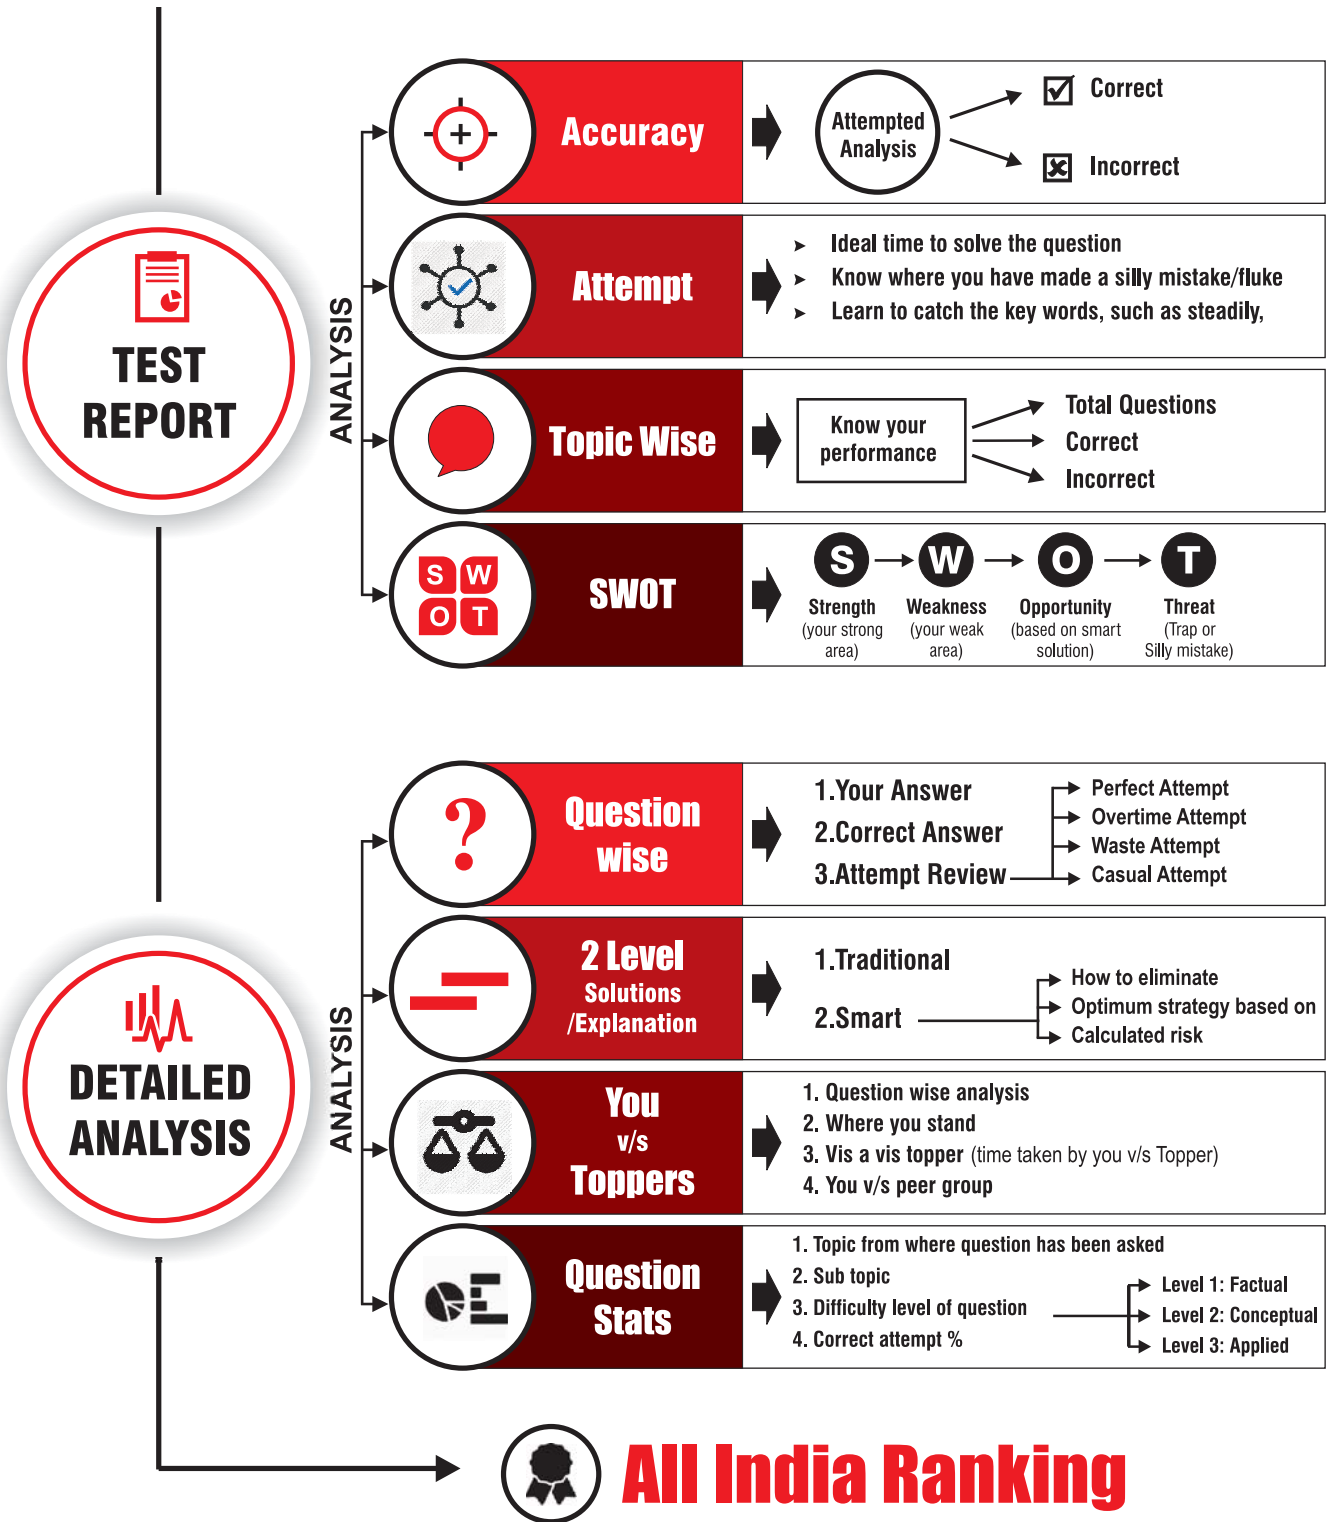 TEST
REPORT
ANALYSIS
Accuracy
Attempted
Analysis
Correct
Incorrect
Attempt
➤ Ideal time to solve the question
➤ Know where you have made a silly mistake/fluke
➤ Learn to catch the key words, such as steadily,
Topic Wise
Know your
performance
Total Questions
Correct
Incorrect
S W
O T
SWOT
S W O T
Strength Weakness Opportunity Threat
(your strong (your weak (based on smart (Trap or
area) area) solution) Silly mistake)
DETAILED
ANALYSIS
ANALYSIS
?
Question
wise
1.Your Answer
2.Correct Answer
3.Attempt Review
Perfect Attempt
Overtime Attempt
Waste Attempt
Casual Attempt
2 Level
Solutions
/Explanation
1.Traditional
2.Smart
How to eliminate
Optimum strategy based on
Calculated risk
You
v/s
Toppers
1. Question wise analysis
2. Where you stand
3. Vis a vis topper (time taken by you v/s Topper)
4. You v/s peer group
Question
Stats
1. Topic from where question has been asked
2. Sub topic
3. Difficulty level of question
4. Correct attempt %
Level 1: Factual
Level 2: Conceptual
Level 3: Applied
All India Ranking